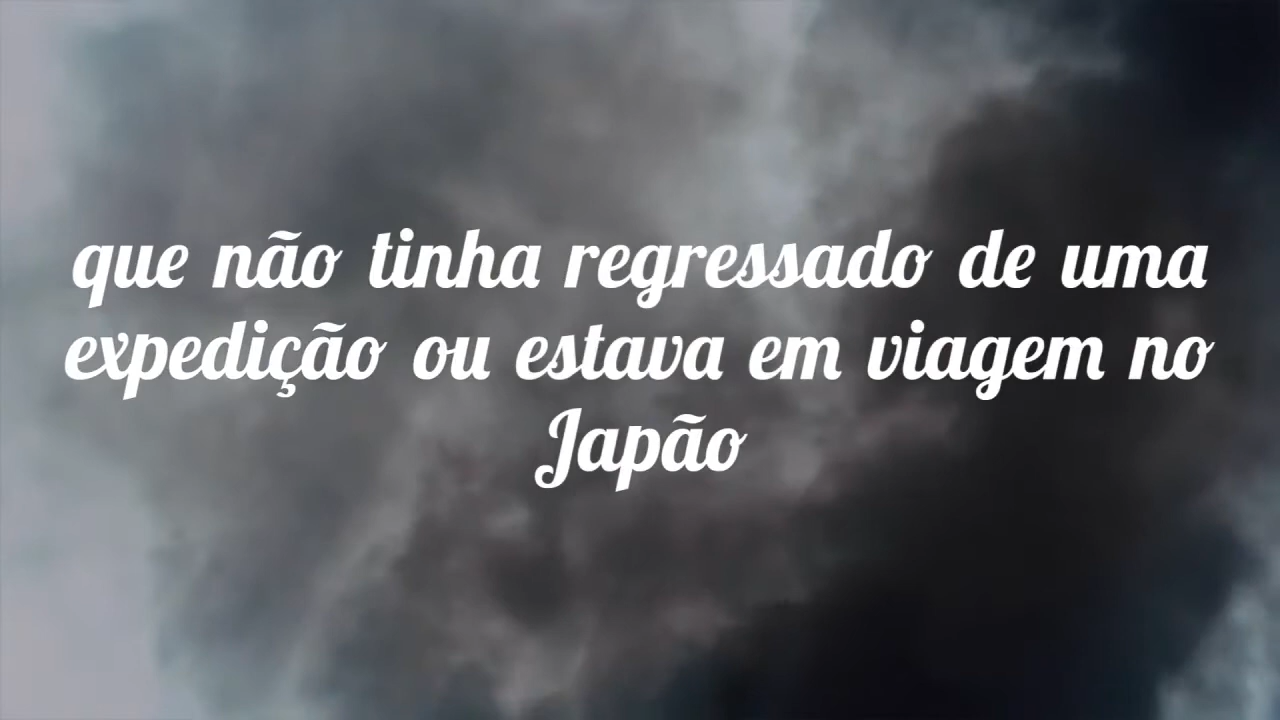 que não tinha regressado de uma
expedição ou estava em viagem no
Japão